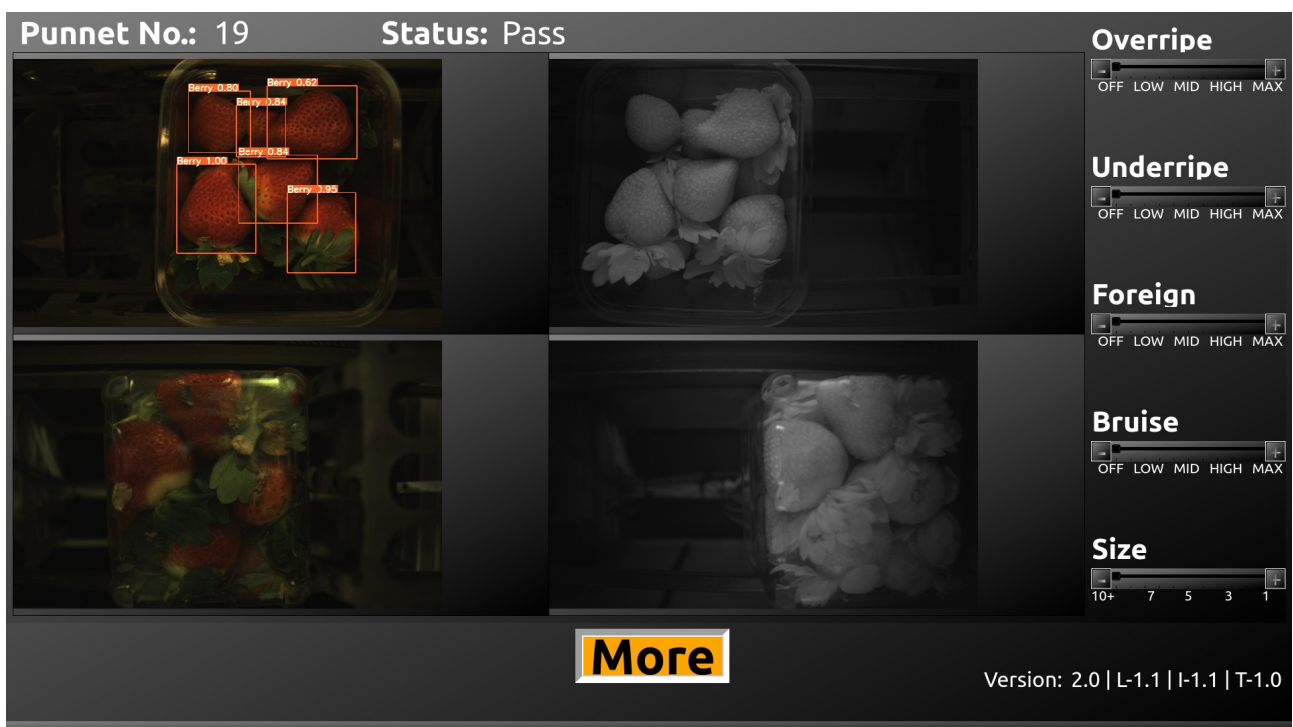 Punnet No.: 19 Status: Pass
Berry 0.80
Berry 0.62
Berry 0.84
Berry 0.84
Berry 1.00
Berry 0.95
Overripe
- +
OFF LOW MID HIGH MAX
Underripe
- +
OFF LOW MID HIGH MAX
Foreign
- +
OFF LOW MID HIGH MAX
Bruise
- +
OFF LOW MID HIGH MAX
Size
- +
10+ 7 5 3 1
More
Version: 2.0 | L-1.1 | I-1.1 | T-1.0